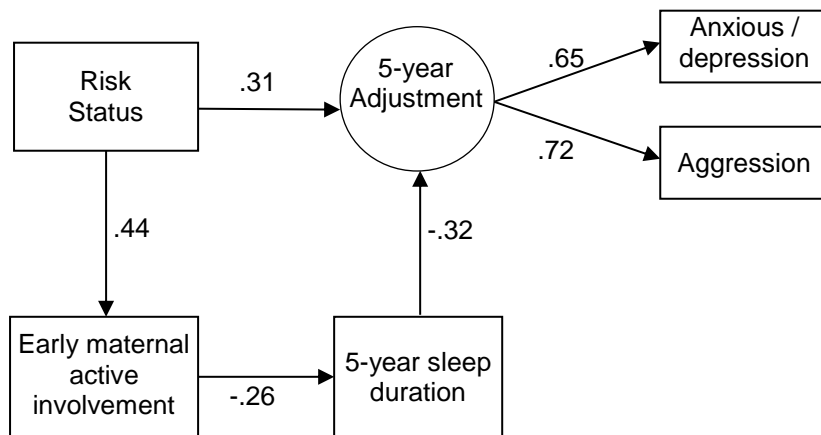 Risk
Status
.31
5-year
Adjustment
.65
Anxious /
depression
.72
Aggression
.44
-.32
Early maternal
active
involvement
-.26
5-year sleep
duration